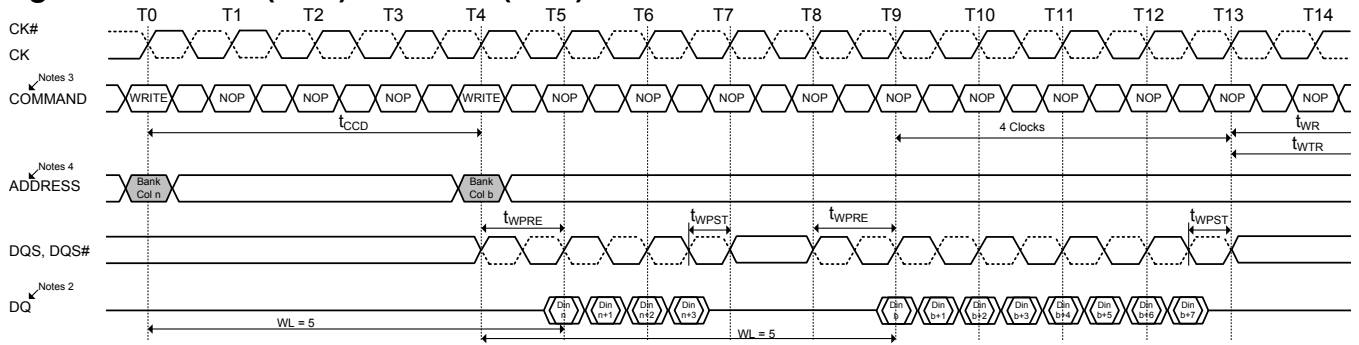 T0 T1 T2 T3 T4 T5 T6 T7 T8 T9 T10 T11 T12 T13 T14
CK#
CK
Notes 3
COMMAND WRITE NOP NOP NOP WRITE NOP NOP NOP NOP NOP NOP NOP NOP NOP NOP
tCCD 4 Clocks tWR
tWTR
Notes 4
ADDRESS Bank Col n Bank Col b
tWPRE tWPST tWPRE tWPST
DQS, DQS#
Notes 2
DQ Din n Din n+1 Din n+2 Din n+3 Din b Din b+1 Din b+2 Din b+3 Din b+4 Din b+5 Din b+6 Din b+7
WL = 5
WL = 5